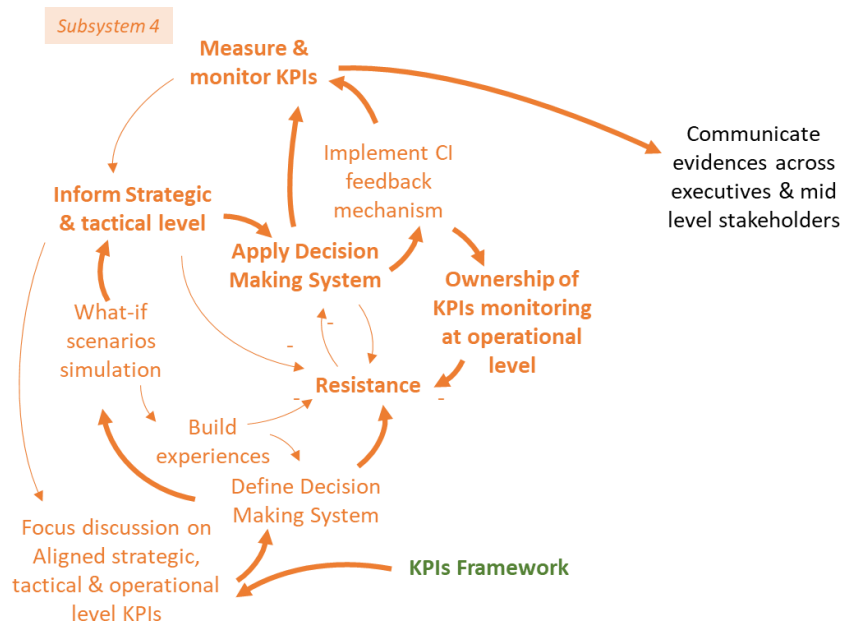 Subsystem 4
Measure &
monitor KPIs
Communicate
evidences across
executives & mid
level stakeholders
Implement CI
feedback
mechanism
Inform Strategic
& tactical level
Apply Decision
Making System
Ownership of
KPIs monitoring
at operational
level
What-if
scenarios
simulation
-
-
Resistance
-
-
Build
experiences
Define Decision
Making System
Focus discussion on
Aligned strategic,
tactical & operational
level KPIs
KPIs Framework